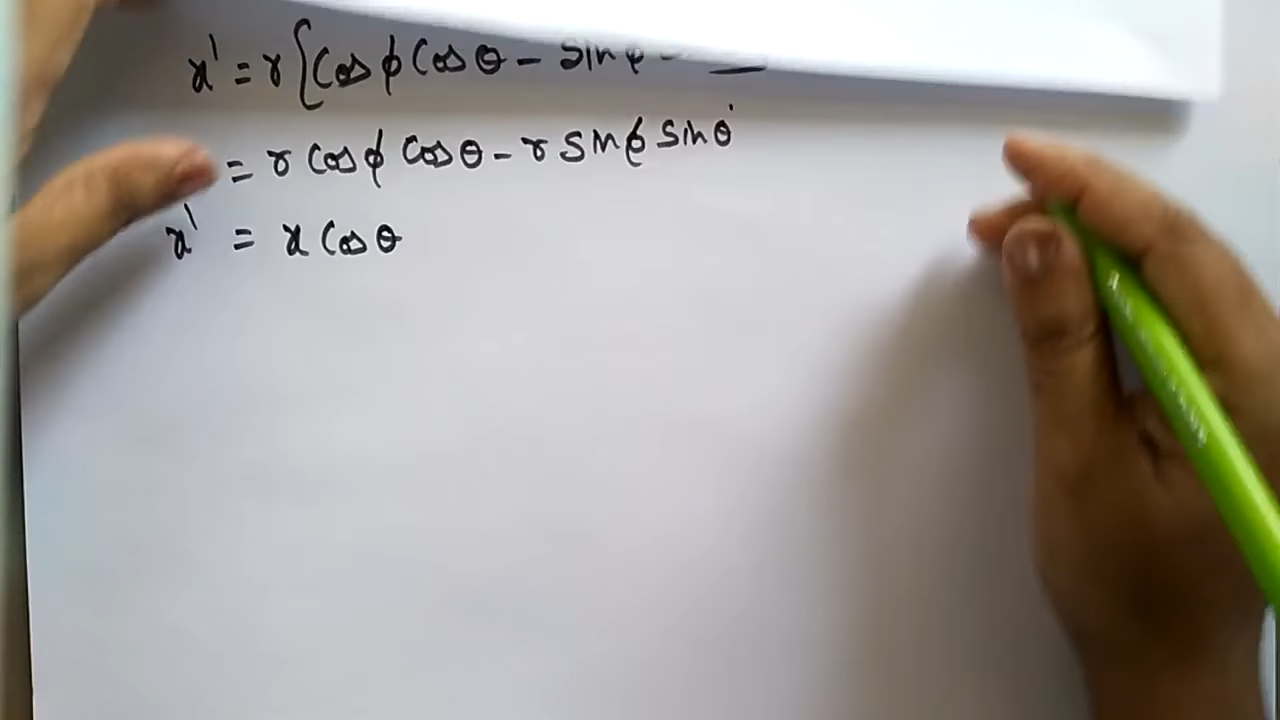 x' = r{Cos ϕ Cos θ - Sin ϕ
= r Cos ϕ Cos θ - r Sin ϕ Sin θ
x' = x Cos θ